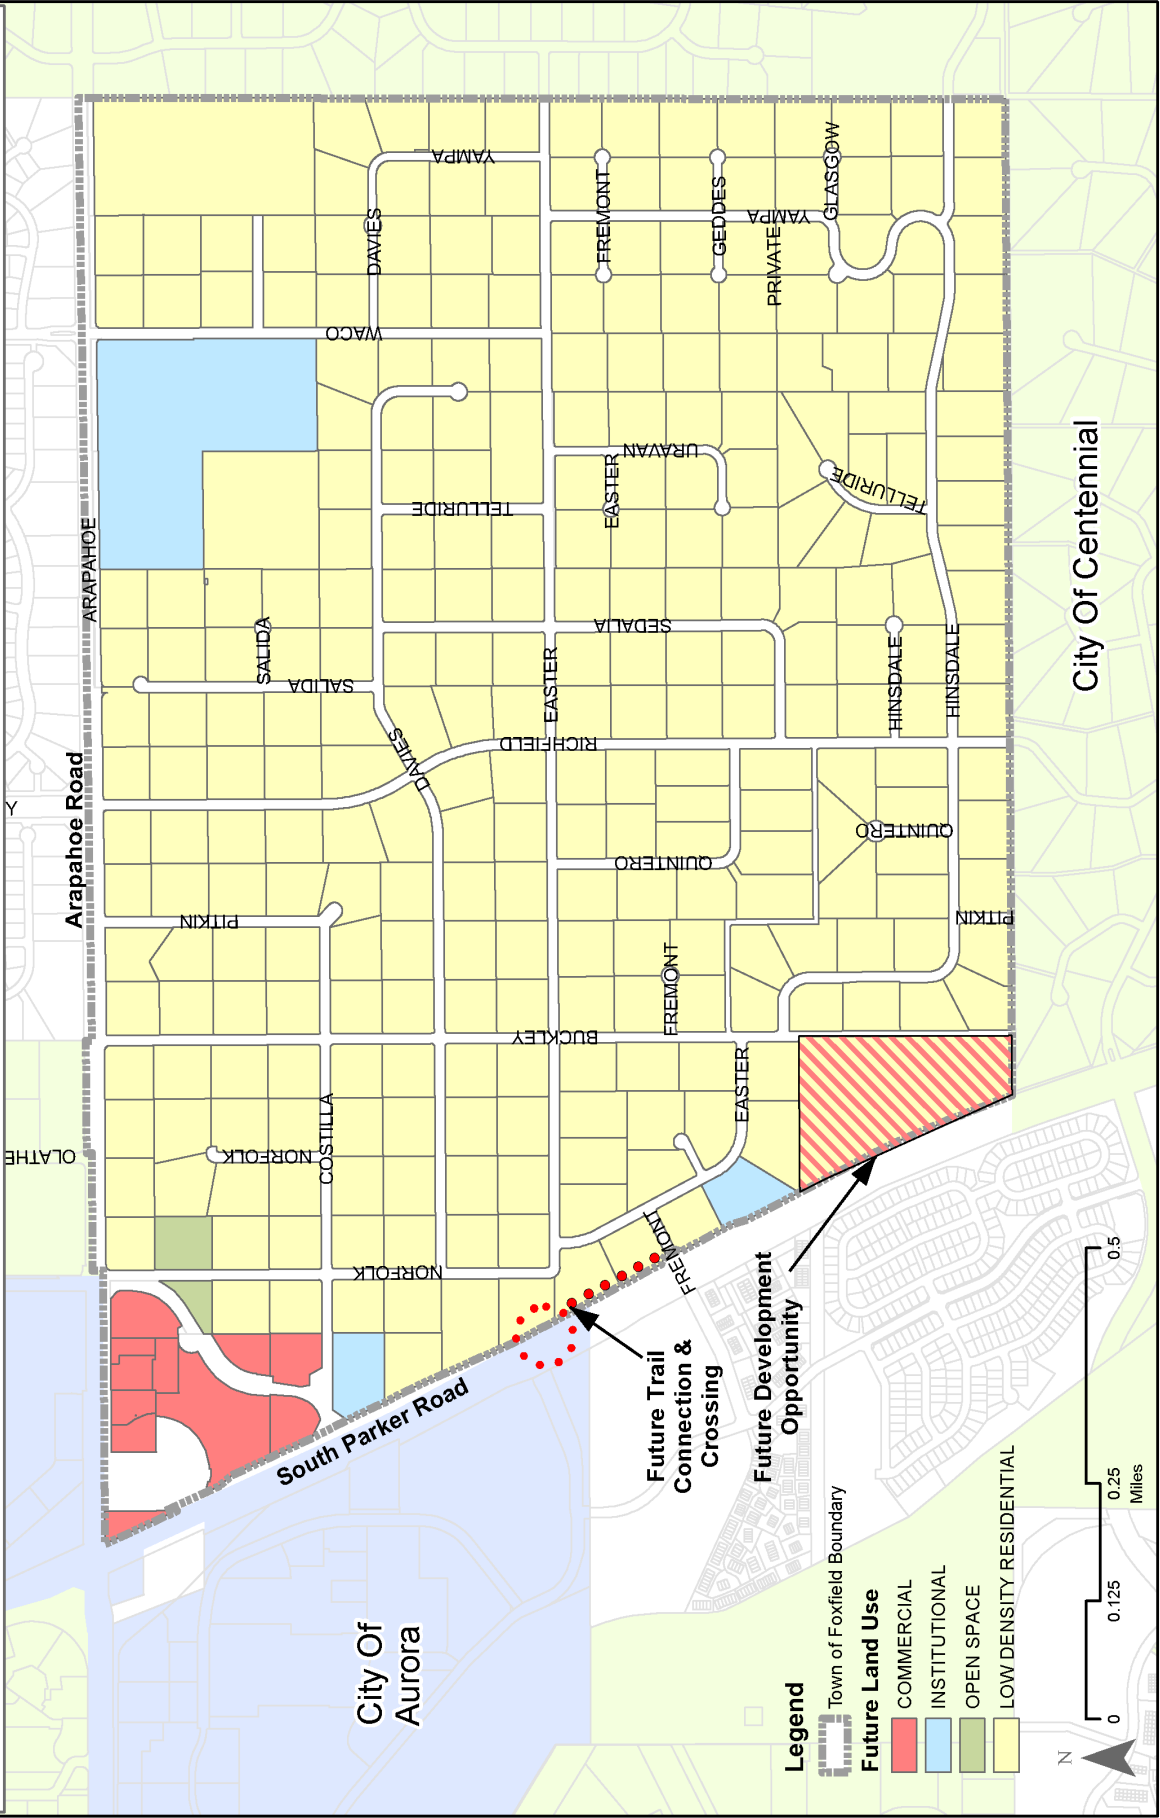 Arapahoe Road
ARAPAHOE
OLATHE
Y
YAMPA
DAVIES
WACO
FREMONT
GEDDES
GLASGOW
YAMPA
PRIVATE
TELLURIDE
URAVAN
EASTER
TELLURIDE
SALIDA
SALIDA
SEDALIA
EASTER
HINSDALE
HINSDALE
DAVIES
RICHFIELD
QUINTERO
QUINTERO
PITKIN
PITKIN
FREMONT
BUCKLEY
EASTER
COSTILLA
NORFOLK
NORFOLK
FREMONT
South Parker Road
City Of Centennial
City Of
Aurora
Future Trail
Connection &
Crossing
Future Development
Opportunity
Legend
Town of Foxfield Boundary
Future Land Use
COMMERCIAL
INSTITUTIONAL
OPEN SPACE
LOW DENSITY RESIDENTIAL
N
0
0.125
0.25
0.5
Miles